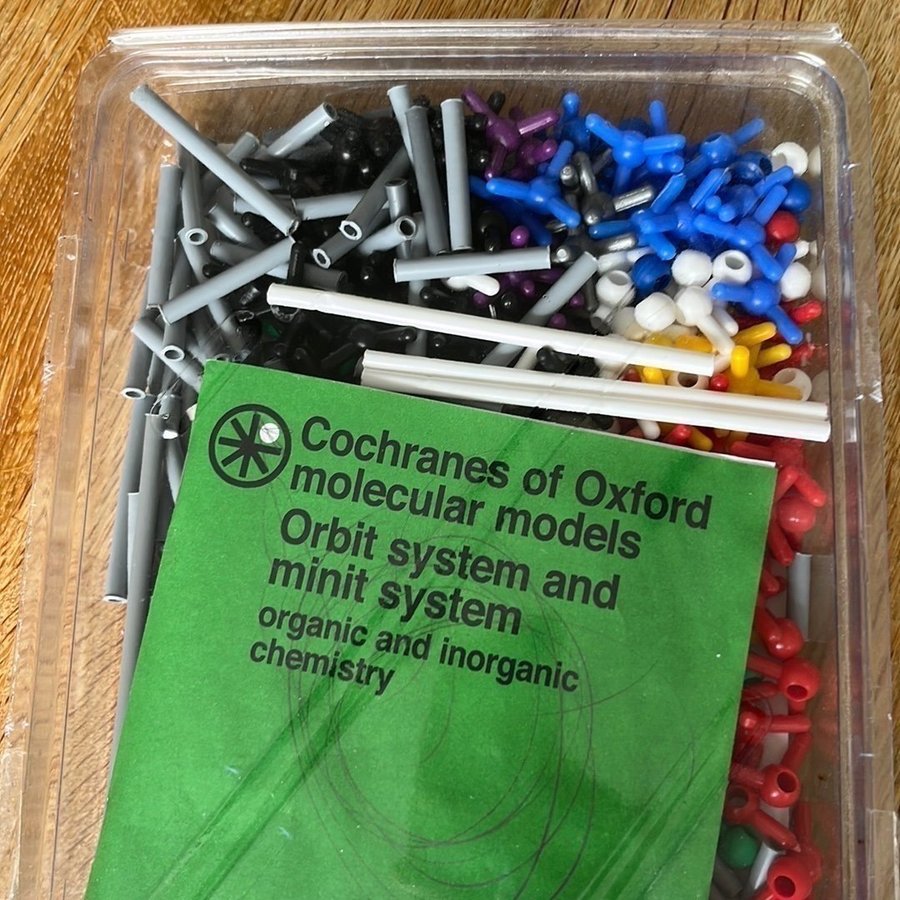 Cochranes of Oxford
molecular models
Orbit system and
minit system
organic and inorganic
chemistry